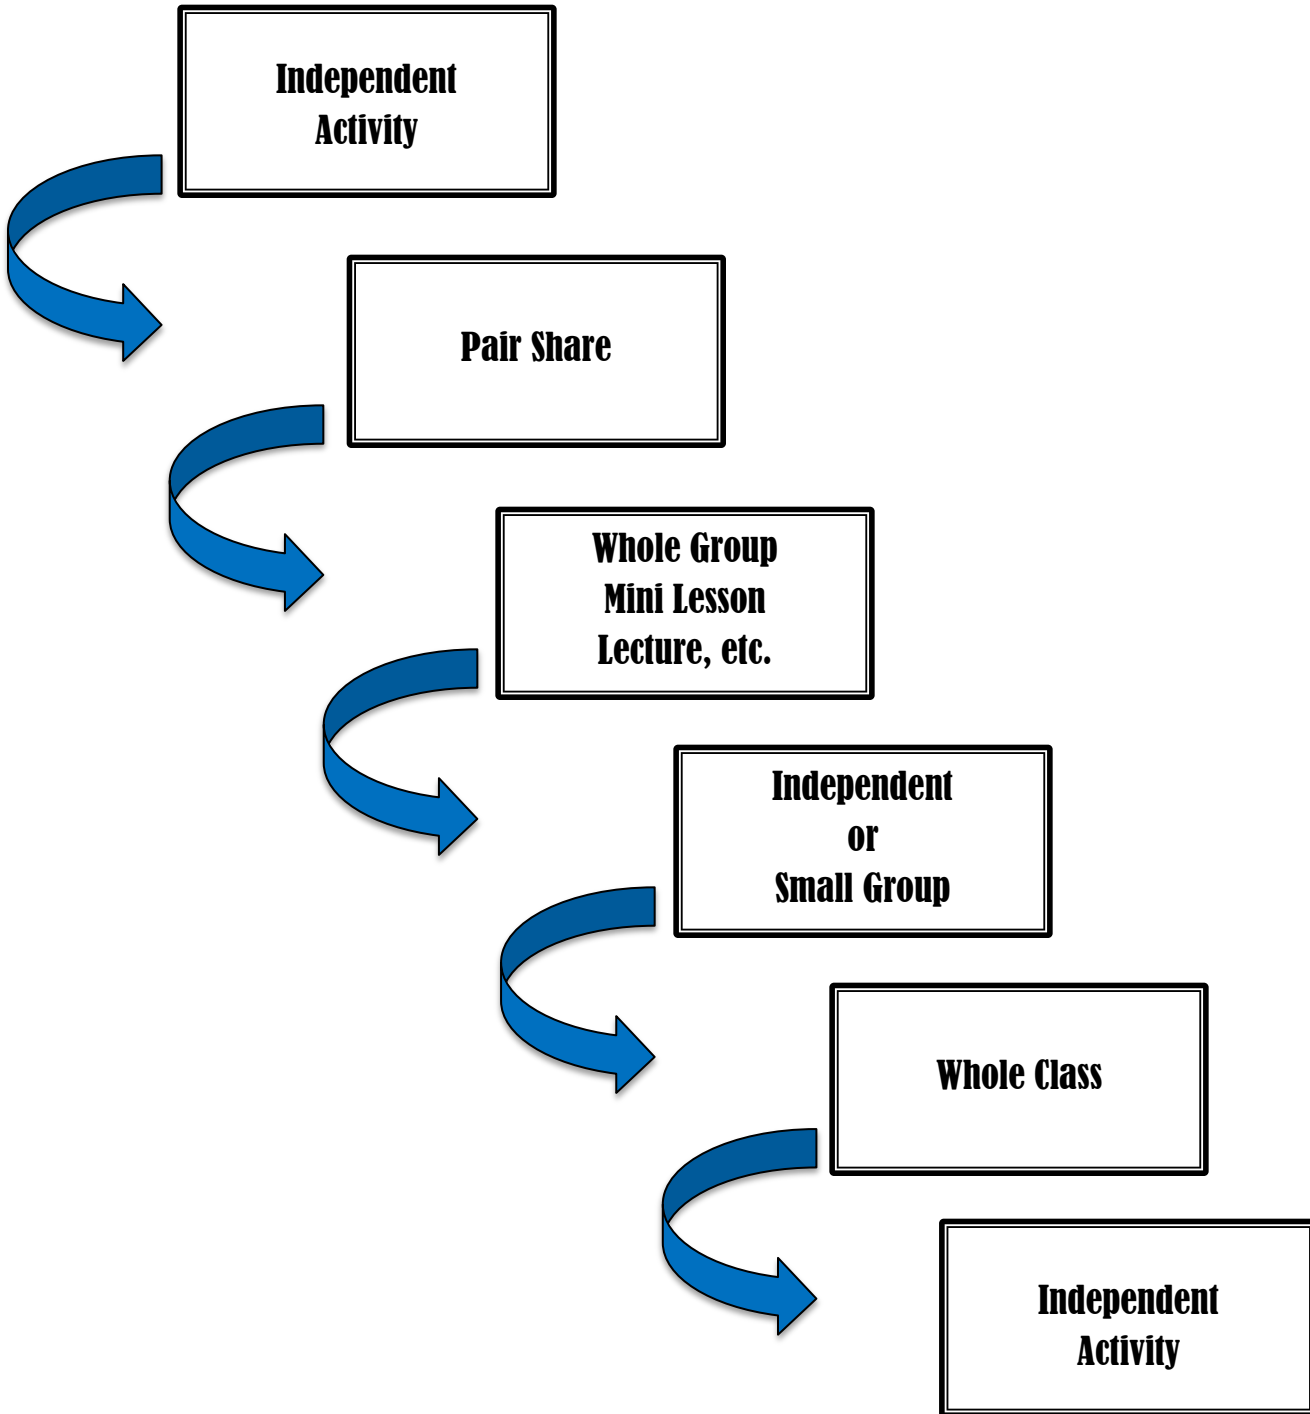 Independent
Activity
Pair Share
Whole Group
Mini Lesson
Lecture, etc.
Independent
or
Small Group
Whole Class
Independent
Activity